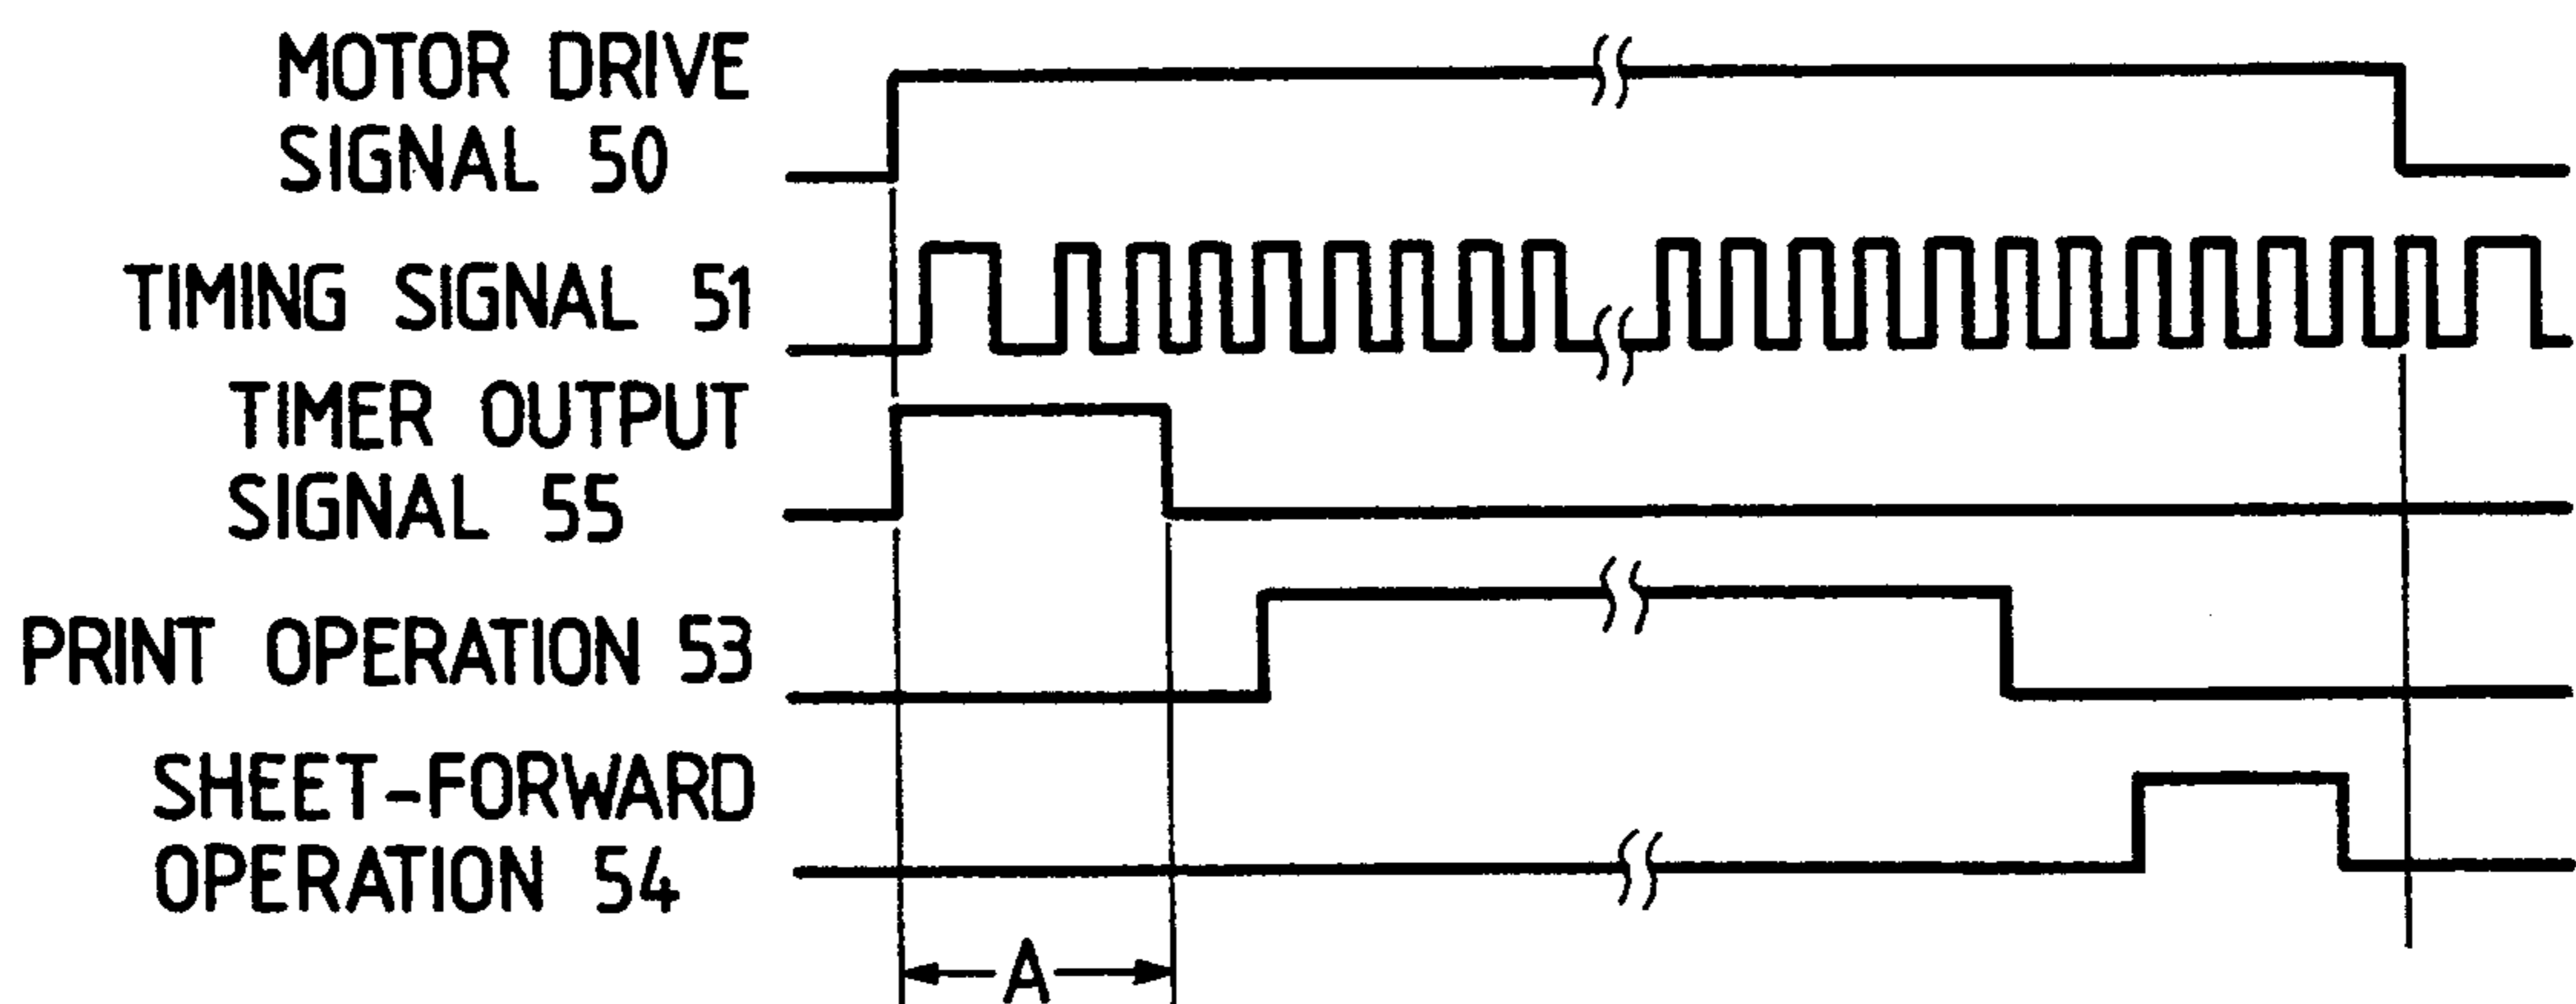 MOTOR DRIVE
SIGNAL 50
TIMING SIGNAL 51
TIMER OUTPUT
SIGNAL 55
PRINT OPERATION 53
SHEET-FORWARD
OPERATION 54
A